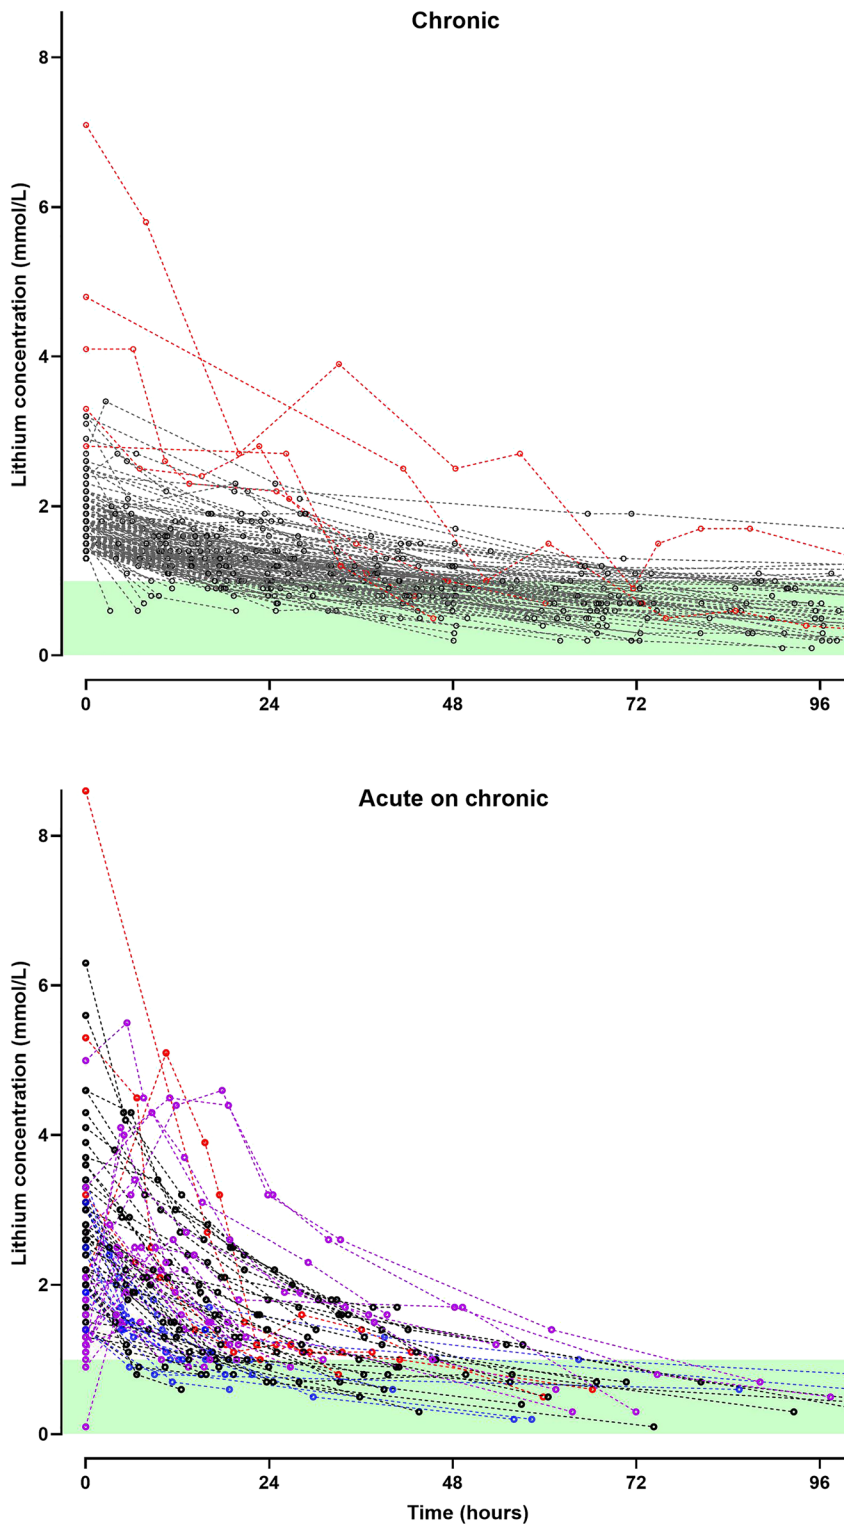 Chronic
Lithium concentration (mmol/L)
8
6
4
2
0
0 24 48 72 96
Acute on chronic
Lithium concentration (mmol/L)
8
6
4
2
0
0 24 48 72 96
Time (hours)